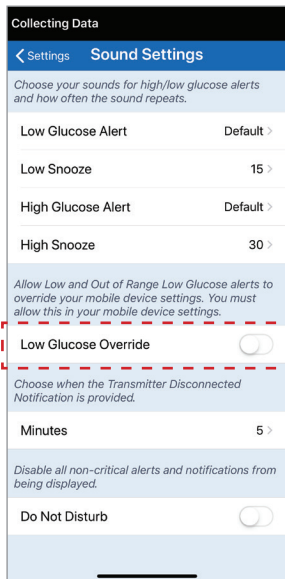 Collecting Data
Settings Sound Settings
Choose your sounds for high/low glucose alerts
and how often the sound repeats.
Low Glucose Alert Default
Low Snooze 15
High Glucose Alert Default
High Snooze 30
Allow Low and Out of Range Low Glucose alerts to
override your mobile device settings. You must
allow this in your mobile device settings.
Low Glucose Override
Choose when the Transmitter Disconnected
Notification is provided.
Minutes 5
Disable all non-critical alerts and notifications from
being displayed.
Do Not Disturb